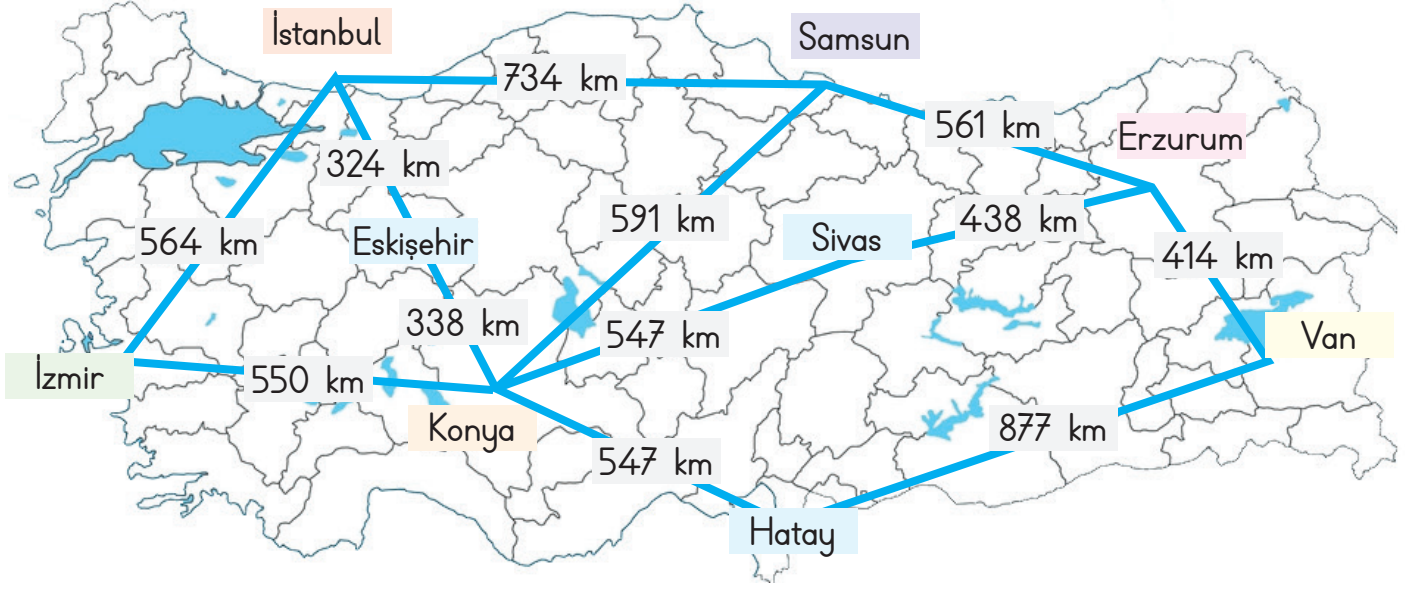 İstanbul
Samsun
734 km
561 km
Erzurum
324 km
591 km
438 km
564 km
Eskişehir
Sivas
414 km
338 km
547 km
Van
İzmir
550 km
Konya
877 km
547 km
Hatay